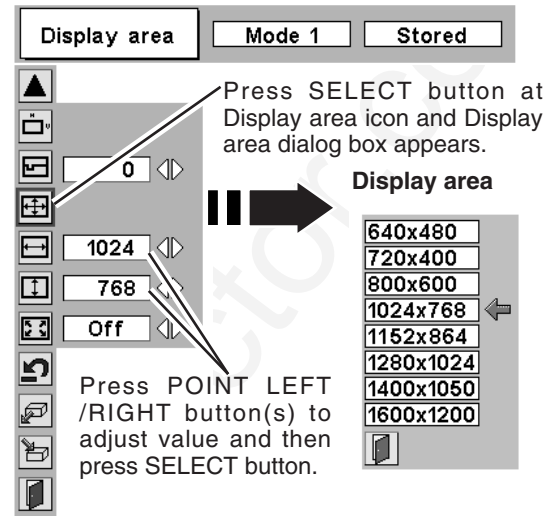 Display area Mode 1 Stored
Press SELECT button at
Display area icon and Display
area dialog box appears.
0
Display area
1024
768
Off
640x480
720x400
800x600
1024x768
1152x864
1280x1024
1400x1050
1600x1200
Press POINT LEFT
/RIGHT button(s) to
adjust value and then
press SELECT button.